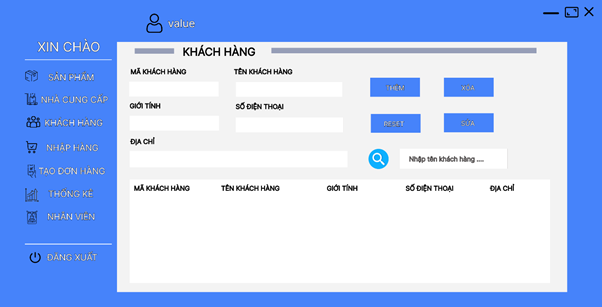 value
XIN CHÀO
KHÁCH HÀNG
MÃ KHÁCH HÀNG
TÊN KHÁCH HÀNG
GIỚI TÍNH
SỐ ĐIỆN THOẠI
ĐỊA CHỈ
THÊM
XÓA
RESET
SỬA
Nhập tên khách hàng ....
MÃ KHÁCH HÀNG TÊN KHÁCH HÀNG GIỚI TÍNH SỐ ĐIỆN THOẠI ĐỊA CHỈ
SẢN PHẨM
NHÀ CUNG CẤP
KHÁCH HÀNG
NHẬP HÀNG
TẠO ĐƠN HÀNG
THỐNG KÊ
NHÂN VIÊN
ĐĂNG XUẤT